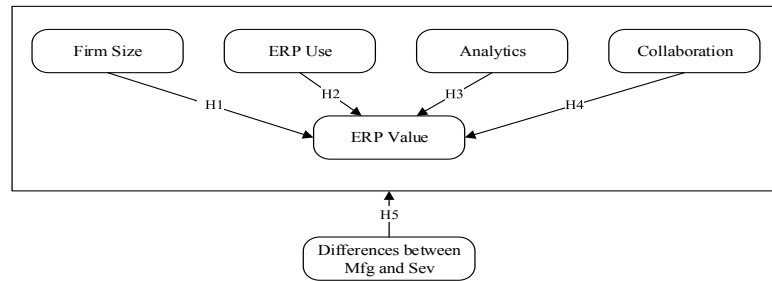 Firm Size
ERP Use
Analytics
Collaboration
H1
H2
H3
H4
ERP Value
H5
Differences between
Mfg and Sev